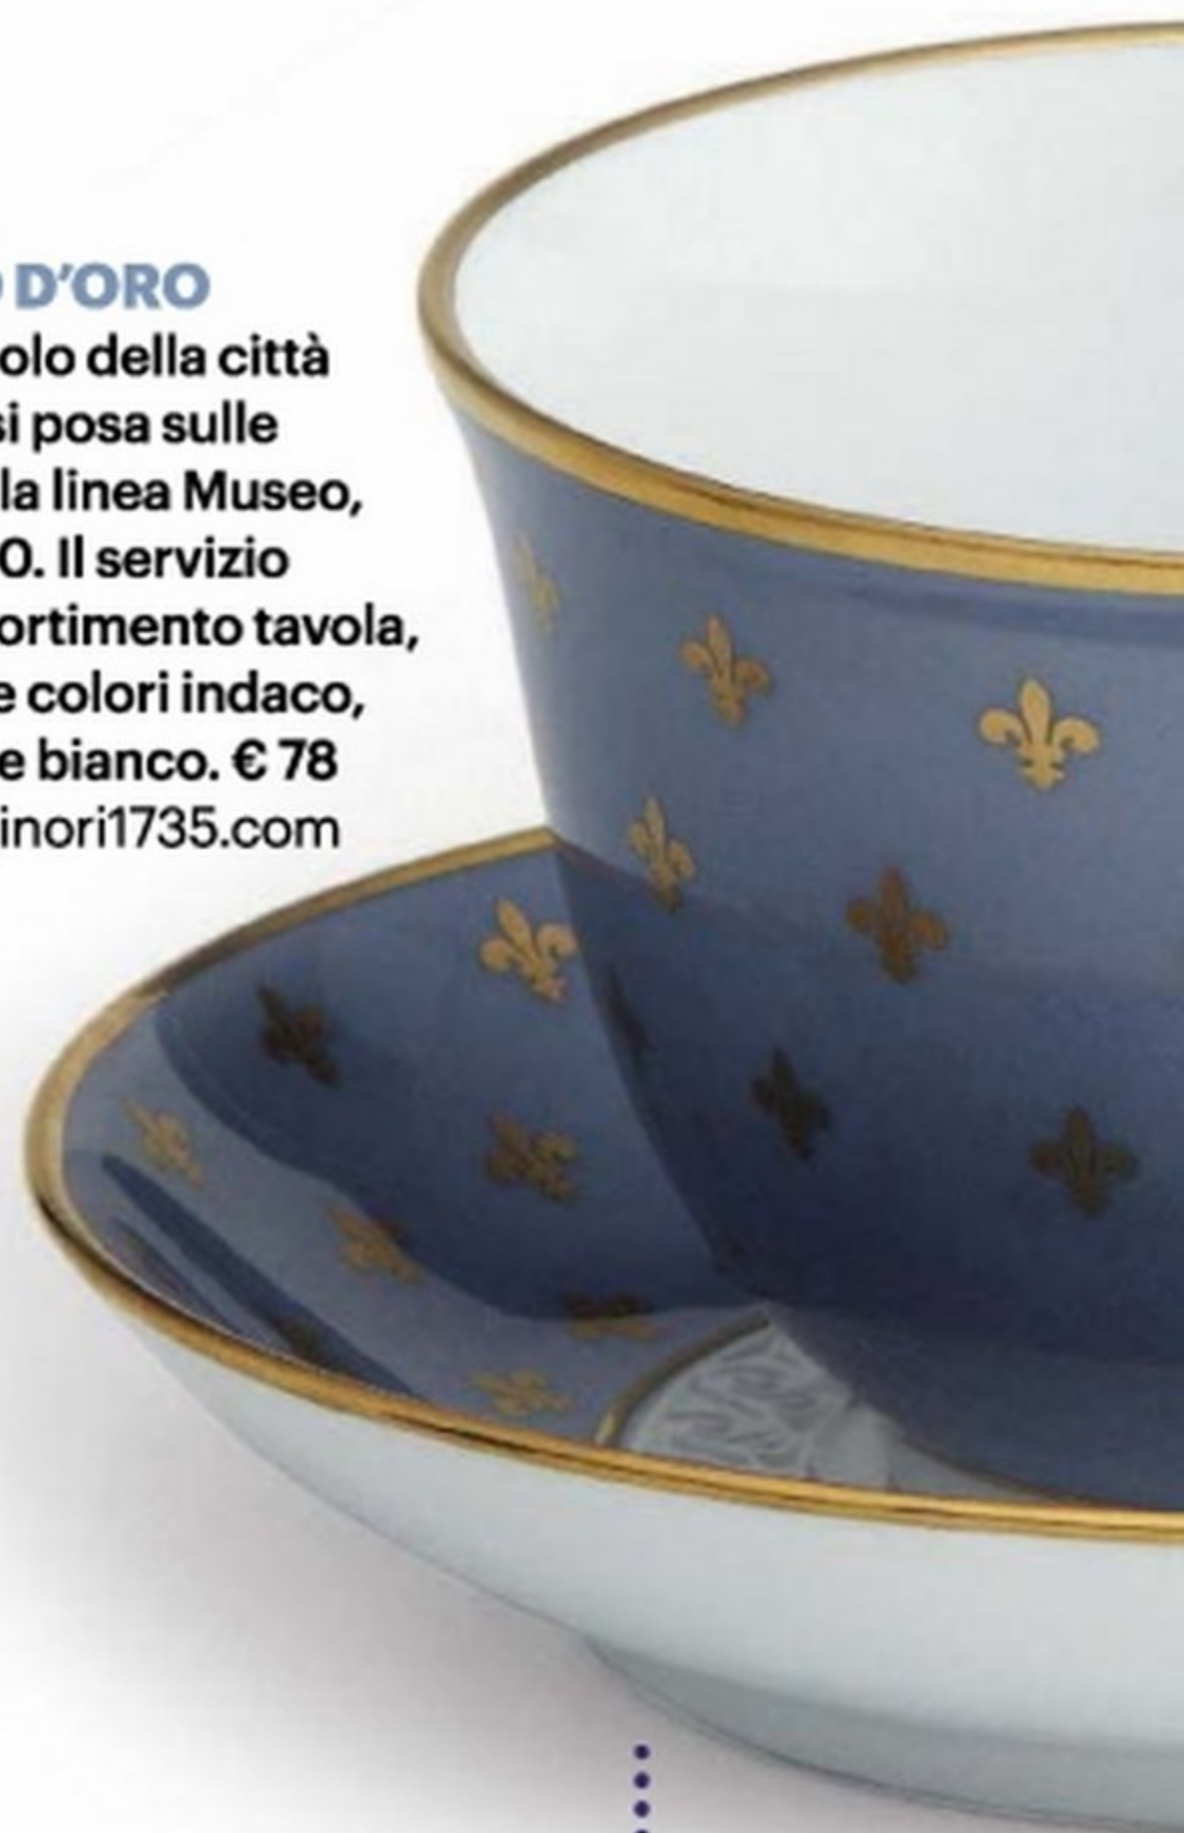 D'ORO
olo della città
si posa sulle
la linea Museo,
0. Il servizio
ortimento tavola,
e colori indaco,
e bianco. € 78
inori1735.com